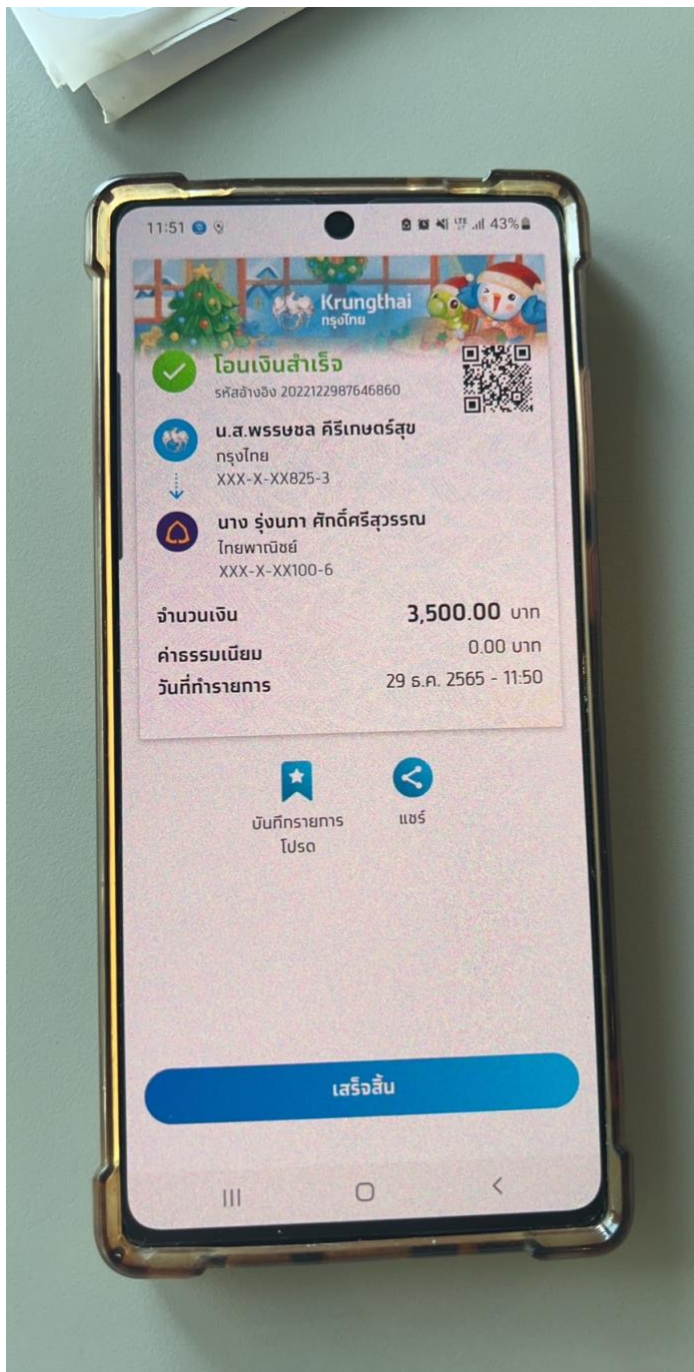 11:51
LTE 43%
Krungthai
กรุงไทย
โอนเงินสำเร็จ
รหัสอ้างอิง 2022122987646860
น.ส.พรรษชล คีรีเกษตร์สุข
กรุงไทย
XXX-X-XX825-3
นาง รุ่งนภา ศักดิ์ศรีสุวรรณ
ไทยพาณิชย์
XXX-X-XX100-6
จำนวนเงิน 3,500.00 บาท
ค่าธรรมเนียม 0.00 บาท
วันที่ทำรายการ 29 ธ.ค. 2565 - 11:50
บันทึกรายการ
โปรด
แชร์
เสร็จสิ้น